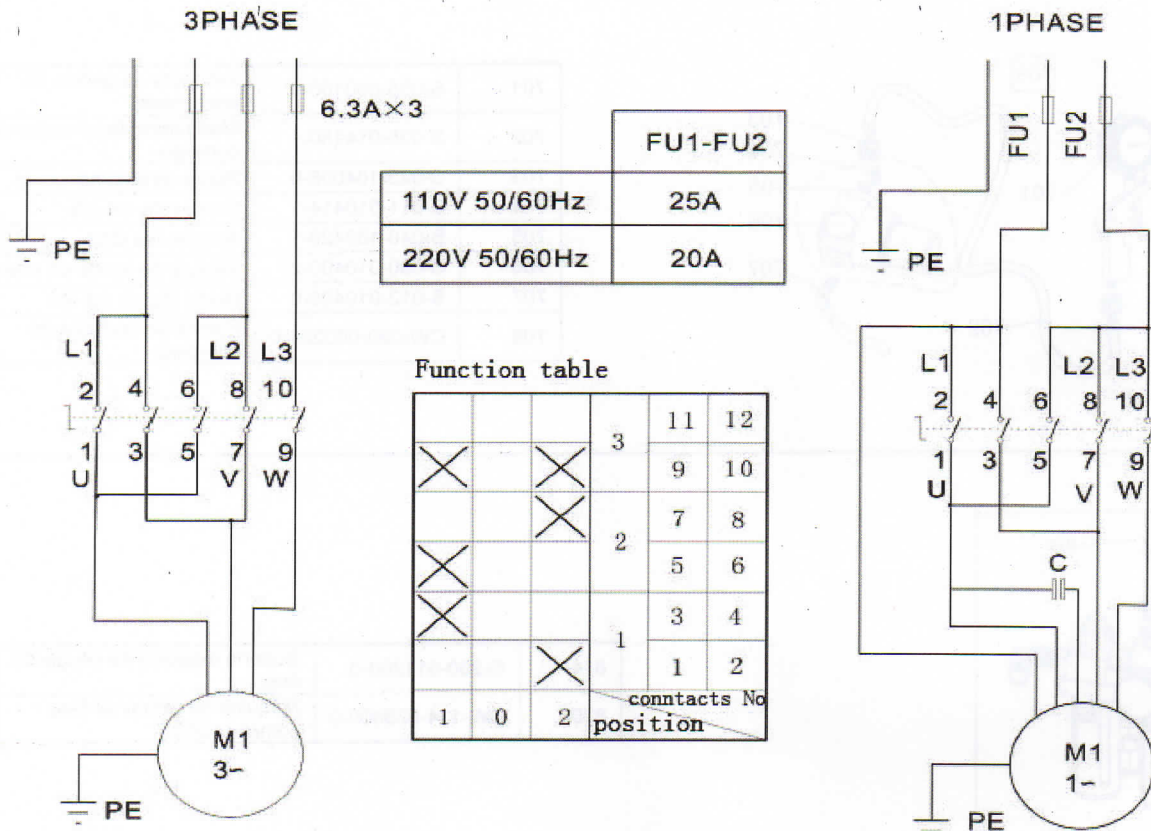 3PHASE
6.3A×3
PE
L1
L2
L3
2
4
6
8
10
1
3
5
7
9
U
V
W
M1
3~
PE
FU1-FU2
110V 50/60Hz
25A
220V 50/60Hz
20A
Function table
3
11
12
9
10
2
7
8
5
6
1
3
4
1
2
1
0
2
conntacts No
position
1PHASE
FU1
FU2
PE
L1
L2
L3
2
4
6
8
10
1
3
5
7
9
U
V
W
C
M1
1~
PE